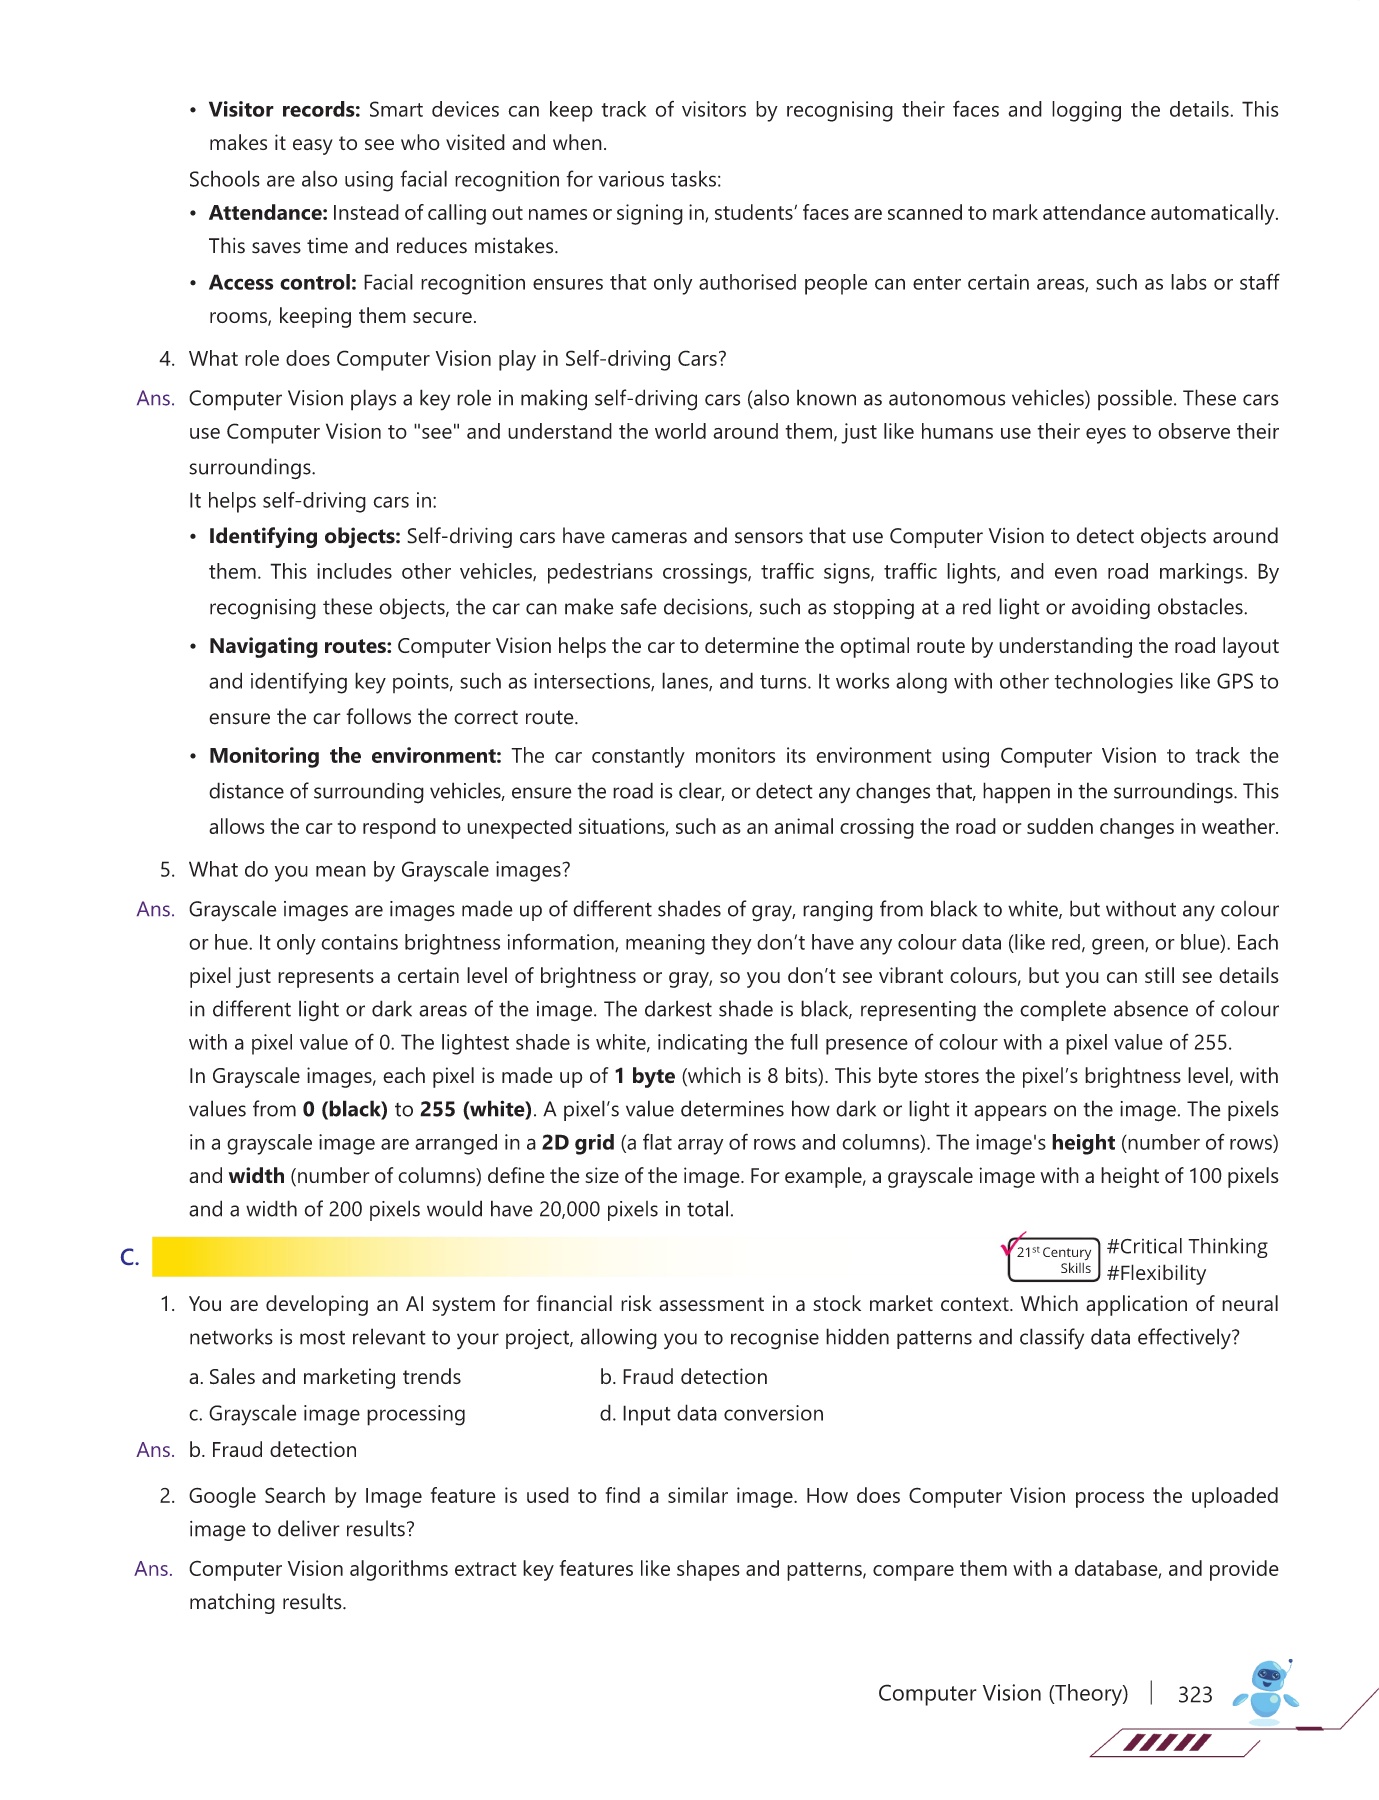 • Visitor records: Smart devices can keep track of visitors by recognising their faces and logging the details. This
makes it easy to see who visited and when.
Schools are also using facial recognition for various tasks:
• Attendance: Instead of calling out names or signing in, students’ faces are scanned to mark attendance automatically.
This saves time and reduces mistakes.
• Access control: Facial recognition ensures that only authorised people can enter certain areas, such as labs or staff
rooms, keeping them secure.
4. What role does Computer Vision play in Self-driving Cars?
Ans. Computer Vision plays a key role in making self-driving cars (also known as autonomous vehicles) possible. These cars
use Computer Vision to "see" and understand the world around them, just like humans use their eyes to observe their
surroundings.
It helps self-driving cars in:
• Identifying objects: Self-driving cars have cameras and sensors that use Computer Vision to detect objects around
them. This includes other vehicles, pedestrians crossings, traffic signs, traffic lights, and even road markings. By
recognising these objects, the car can make safe decisions, such as stopping at a red light or avoiding obstacles.
• Navigating routes: Computer Vision helps the car to determine the optimal route by understanding the road layout
and identifying key points, such as intersections, lanes, and turns. It works along with other technologies like GPS to
ensure the car follows the correct route.
• Monitoring the environment: The car constantly monitors its environment using Computer Vision to track the
distance of surrounding vehicles, ensure the road is clear, or detect any changes that, happen in the surroundings. This
allows the car to respond to unexpected situations, such as an animal crossing the road or sudden changes in weather.
5. What do you mean by Grayscale images?
Ans. Grayscale images are images made up of different shades of gray, ranging from black to white, but without any colour
or hue. It only contains brightness information, meaning they don’t have any colour data (like red, green, or blue). Each
pixel just represents a certain level of brightness or gray, so you don’t see vibrant colours, but you can still see details
in different light or dark areas of the image. The darkest shade is black, representing the complete absence of colour
with a pixel value of 0. The lightest shade is white, indicating the full presence of colour with a pixel value of 255.
In Grayscale images, each pixel is made up of 1 byte (which is 8 bits). This byte stores the pixel’s brightness level, with
values from 0 (black) to 255 (white). A pixel’s value determines how dark or light it appears on the image. The pixels
in a grayscale image are arranged in a 2D grid (a flat array of rows and columns). The image's height (number of rows)
and width (number of columns) define the size of the image. For example, a grayscale image with a height of 100 pixels
and a width of 200 pixels would have 20,000 pixels in total.
C.
21st Century
Skills
#Critical Thinking
#Flexibility
1. You are developing an AI system for financial risk assessment in a stock market context. Which application of neural
networks is most relevant to your project, allowing you to recognise hidden patterns and classify data effectively?
a. Sales and marketing trends b. Fraud detection
c. Grayscale image processing d. Input data conversion
Ans. b. Fraud detection
2. Google Search by Image feature is used to find a similar image. How does Computer Vision process the uploaded
image to deliver results?
Ans. Computer Vision algorithms extract key features like shapes and patterns, compare them with a database, and provide
matching results.
Computer Vision (Theory) 323